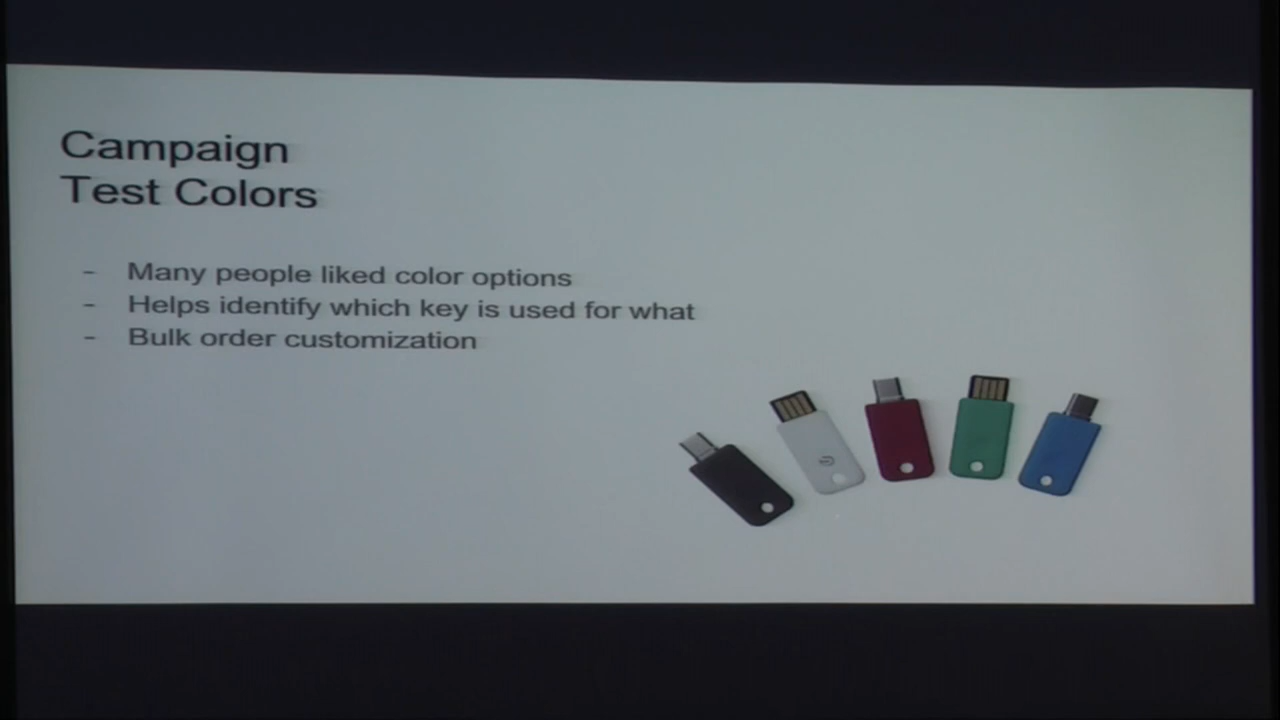 Campaign
Test Colors
- Many people liked color options
- Helps identify which key is used for what
- Bulk order customization